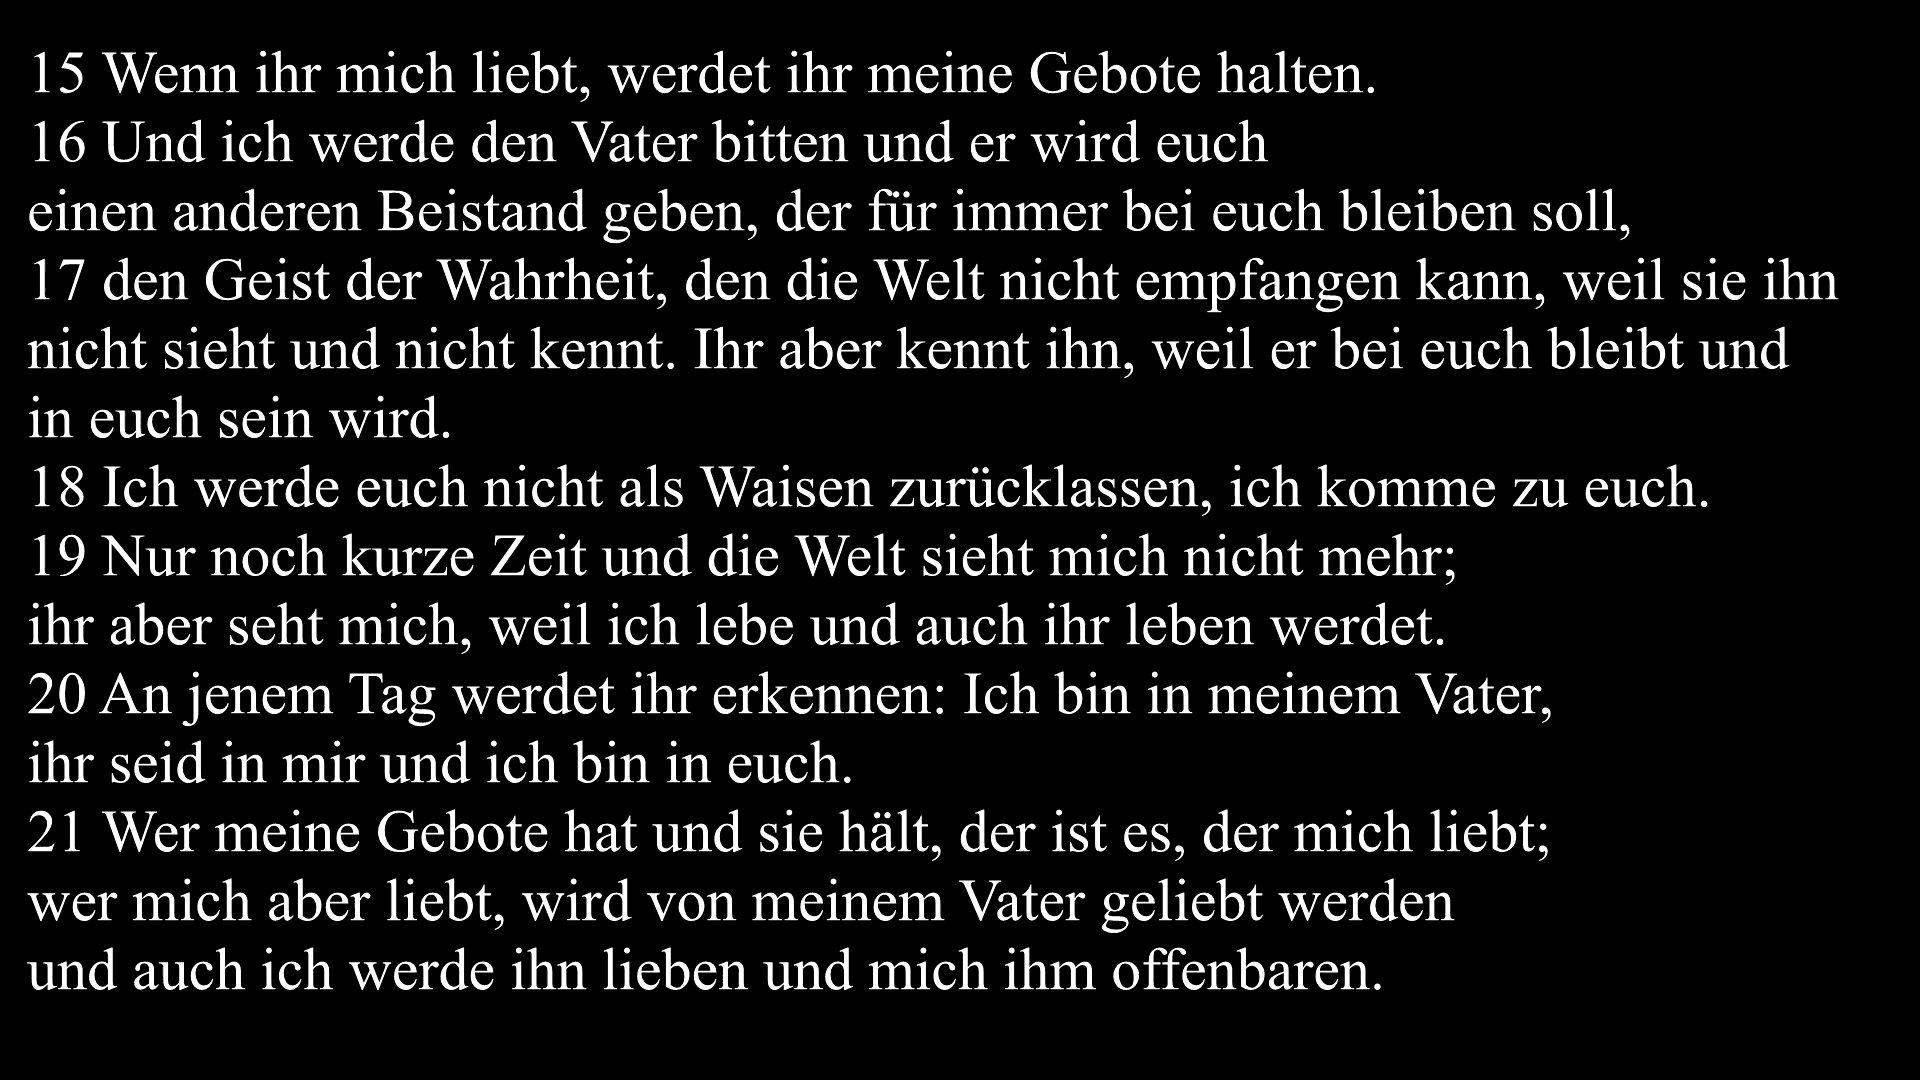 15 Wenn ihr mich liebt, werdet ihr meine Gebote halten.
16 Und ich werde den Vater bitten und er wird euch
einen anderen Beistand geben, der für immer bei euch bleiben soll,
17 den Geist der Wahrheit, den die Welt nicht empfangen kann, weil sie ihn
nicht sieht und nicht kennt. Ihr aber kennt ihn, weil er bei euch bleibt und
in euch sein wird.
18 Ich werde euch nicht als Waisen zurücklassen, ich komme zu euch.
19 Nur noch kurze Zeit und die Welt sieht mich nicht mehr;
ihr aber seht mich, weil ich lebe und auch ihr leben werdet.
20 An jenem Tag werdet ihr erkennen: Ich bin in meinem Vater,
ihr seid in mir und ich bin in euch.
21 Wer meine Gebote hat und sie hält, der ist es, der mich liebt;
wer mich aber liebt, wird von meinem Vater geliebt werden
und auch ich werde ihn lieben und mich ihm offenbaren.